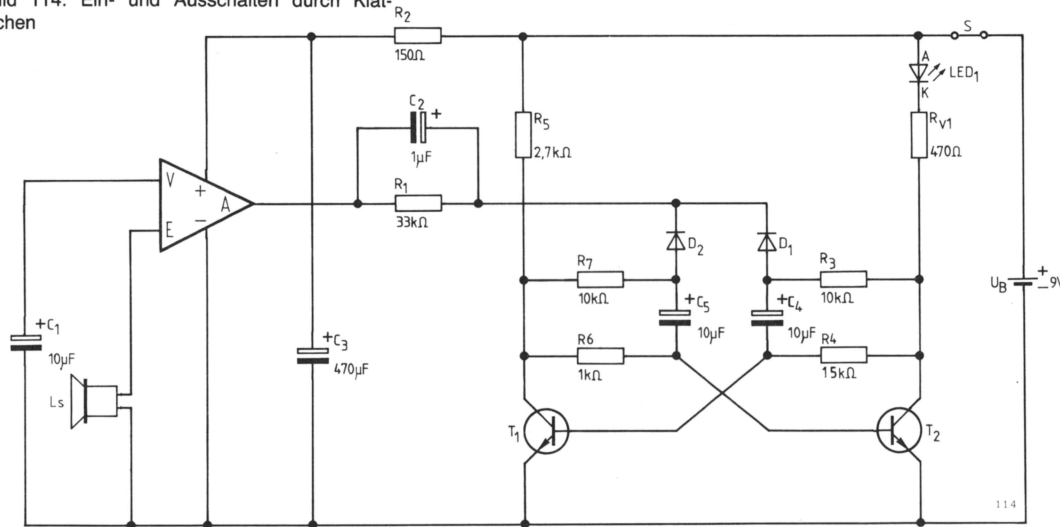 ild 114. Ein- und Ausschalten durch Klat-
chen
R2
150Ω
S
A
LED1
K
C2
+
1µF
R5
2,7kΩ
Rv1
470Ω
V
+
A
−
E
R1
33kΩ
D2
D1
R7
10kΩ
R3
10kΩ
UB
+
−
9V
+C1
10µF
+C3
470µF
+C5
10µF
+C4
10µF
R6
1kΩ
R4
15kΩ
Ls
T1
T2
114